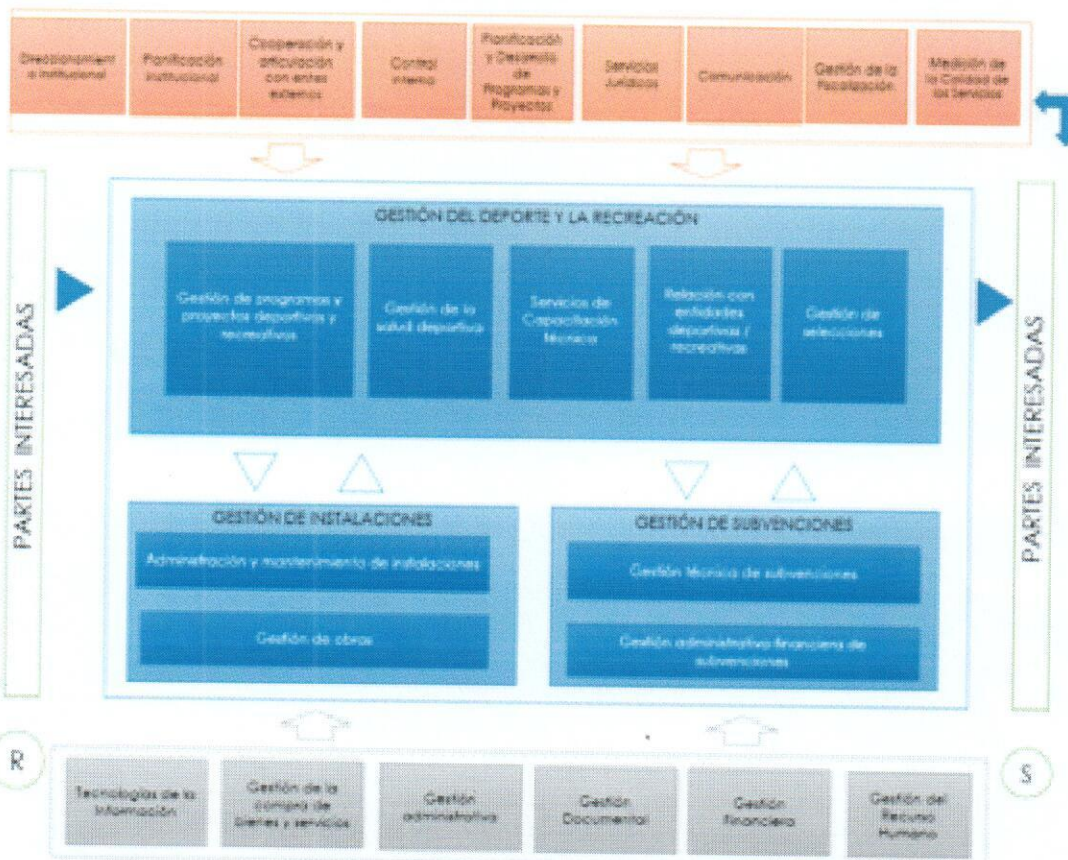 Direccionamient
o institucional
Planificación
institucional
Cooperación y
articulación
con entes
externos
Control
interno
Planificación
y Desarrollo
de
Programas y
Proyectos
Servicios
Jurídicos
Comunicación
Gestión de la
fiscalización
Medición de
la Calidad de
los Servicios
PARTES INTERESADAS
GESTIÓN DEL DEPORTE Y LA RECREACIÓN
Gestión de programas y
proyectos deportivos y
recreativos
Gestión de la
salud deportiva
Servicios de
Capacitación
técnica
Relación con
entidades
deportivas /
recreativas
Gestión de
selecciones
GESTIÓN DE INSTALACIONES
Administración y mantenimiento de instalaciones
Gestión de obras
GESTIÓN DE SUBVENCIONES
Gestión técnica de subvenciones
Gestión administrativo financiera de
subvenciones
PARTES INTERESADAS
R
S
Tecnologías de la
Información
Gestión de la
compra de
bienes y servicios
Gestión
administrativa
Gestión
Documental
Gestión
Financiera
Gestión del
Recurso
Humano